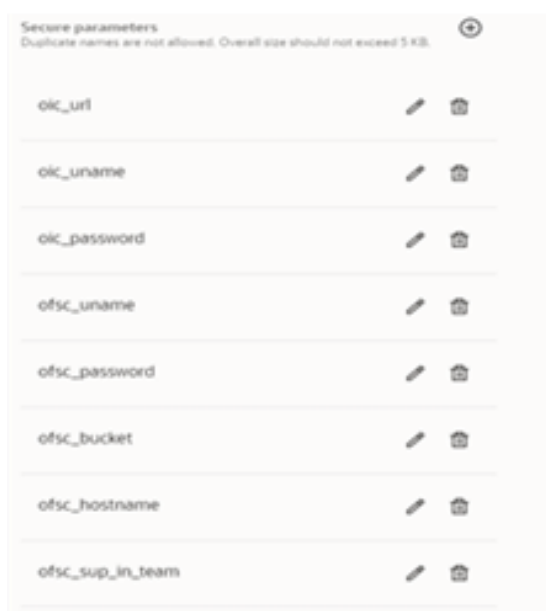 Secure parameters
Duplicate names are not allowed. Overall size should not exceed 5 KB.
oic_url
oic_uname
oic_password
ofsc_uname
ofsc_password
ofsc_bucket
ofsc_hostname
ofsc_sup_in_team